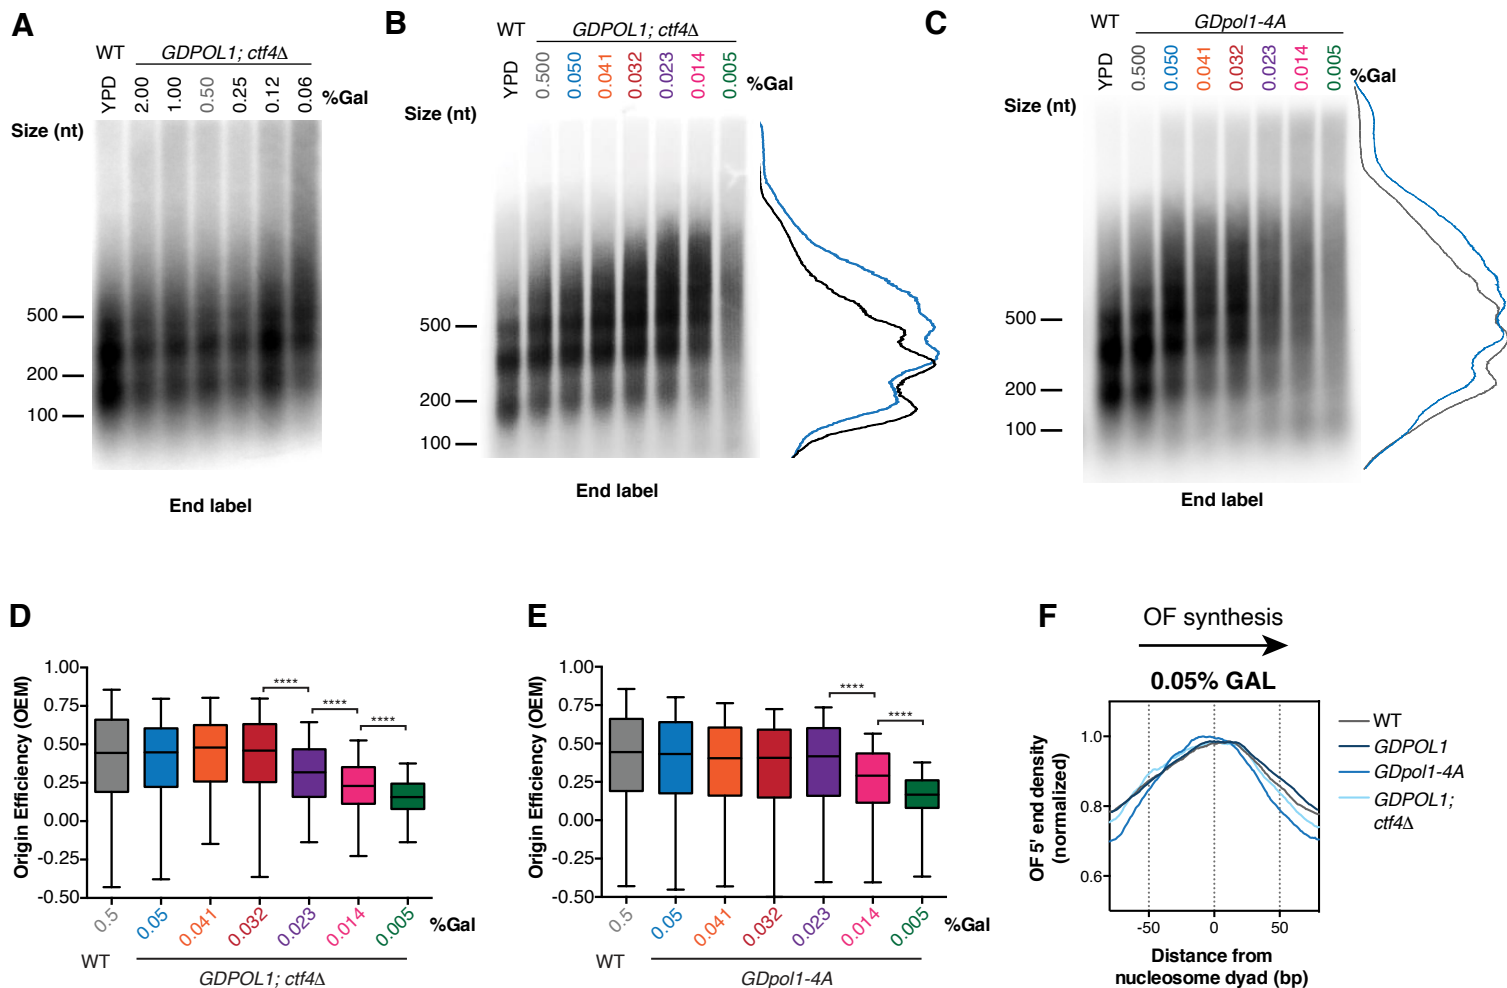 A
WT
GDPOL1; ctf4Δ
YPD 2.00 1.00 0.50 0.25 0.12 0.06 %Gal
Size (nt)
500
200
100
End label
B
WT
GDPOL1; ctf4Δ
YPD 0.500 0.050 0.041 0.032 0.023 0.014 0.005 %Gal
Size (nt)
500
200
100
End label
C
WT
GDpol1-4A
YPD 0.500 0.050 0.041 0.032 0.023 0.014 0.005 %Gal
Size (nt)
500
200
100
End label
D
Origin Efficiency (OEM)
1.00
0.75
0.50
0.25
0.00
-0.25
-0.50
**** **** ****
0.5 0.05 0.041 0.032 0.023 0.014 0.005 %Gal
WT
GDPOL1; ctf4Δ
E
Origin Efficiency (OEM)
1.00
0.75
0.50
0.25
0.00
-0.25
-0.50
**** ****
0.5 0.05 0.041 0.032 0.023 0.014 0.005 %Gal
WT
GDpol1-4A
F
OF synthesis
0.05% GAL
OF 5' end density
(normalized)
1.0
0.8
0.6
-50 0 50
Distance from
nucleosome dyad (bp)
WT
GDPOL1
GDpol1-4A
GDPOL1;
ctf4Δ